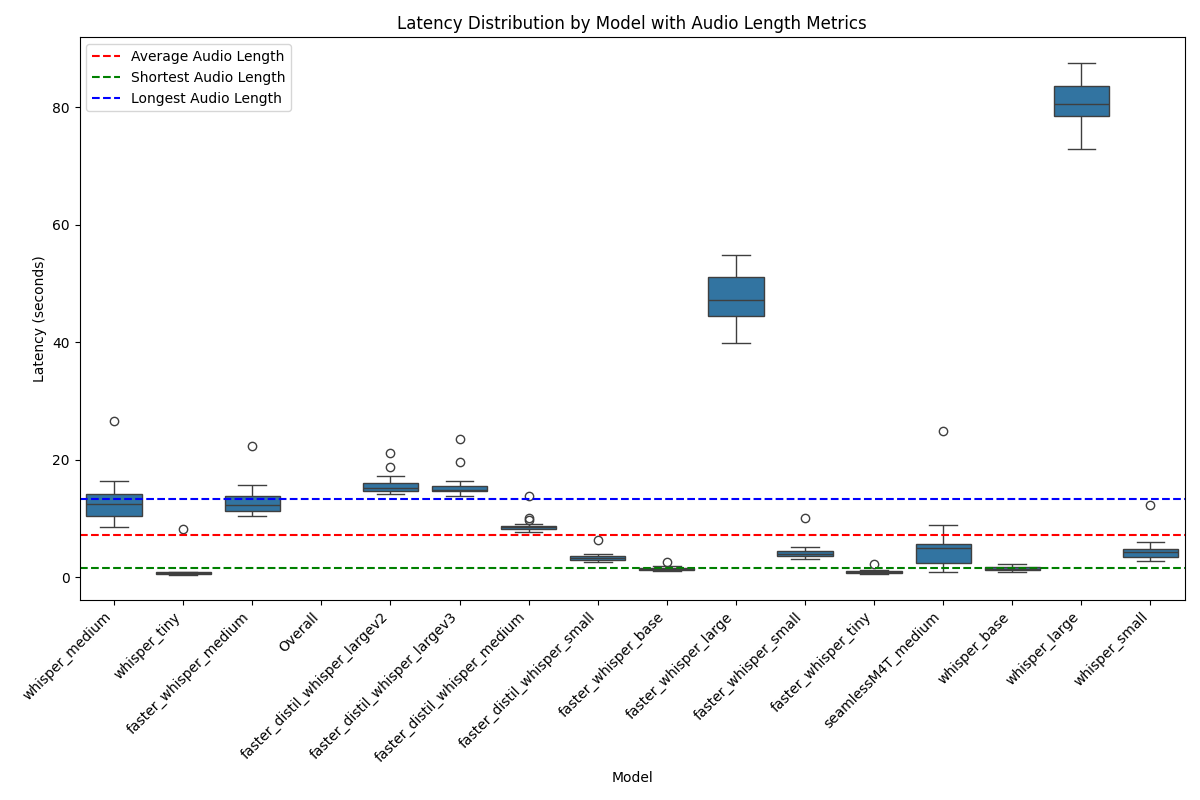 Latency Distribution by Model with Audio Length Metrics
Average Audio Length
Shortest Audio Length
Longest Audio Length
80
60
40
20
0
Latency (seconds)
whisper_medium
whisper_tiny
faster_whisper_medium
Overall
faster_distil_whisper_largev2
faster_distil_whisper_largev3
faster_distil_whisper_medium
faster_distil_whisper_small
faster_whisper_base
faster_whisper_large
faster_whisper_small
faster_whisper_tiny
seamlessM4T_medium
whisper_base
whisper_large
whisper_small
Model